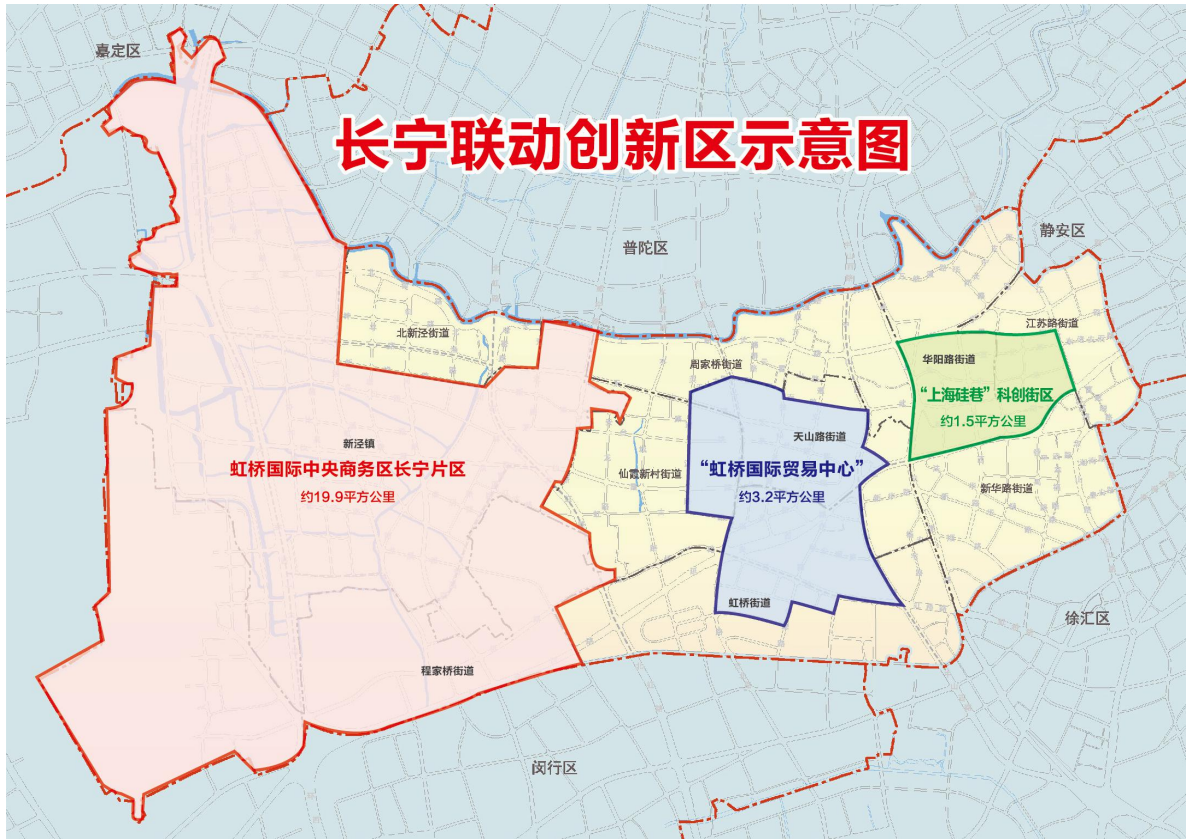 嘉定区
长宁联动创新区示意图
普陀区
静安区
北新泾街道
江苏路街道
周家桥街道
华阳路街道
“上海硅巷”科创街区
约1.5平方公里
新泾镇
天山路街道
虹桥国际中央商务区长宁片区
约19.9平方公里
仙霞新村街道
“虹桥国际贸易中心”
约3.2平方公里
新华路街道
虹桥街道
徐汇区
程家桥街道
闵行区